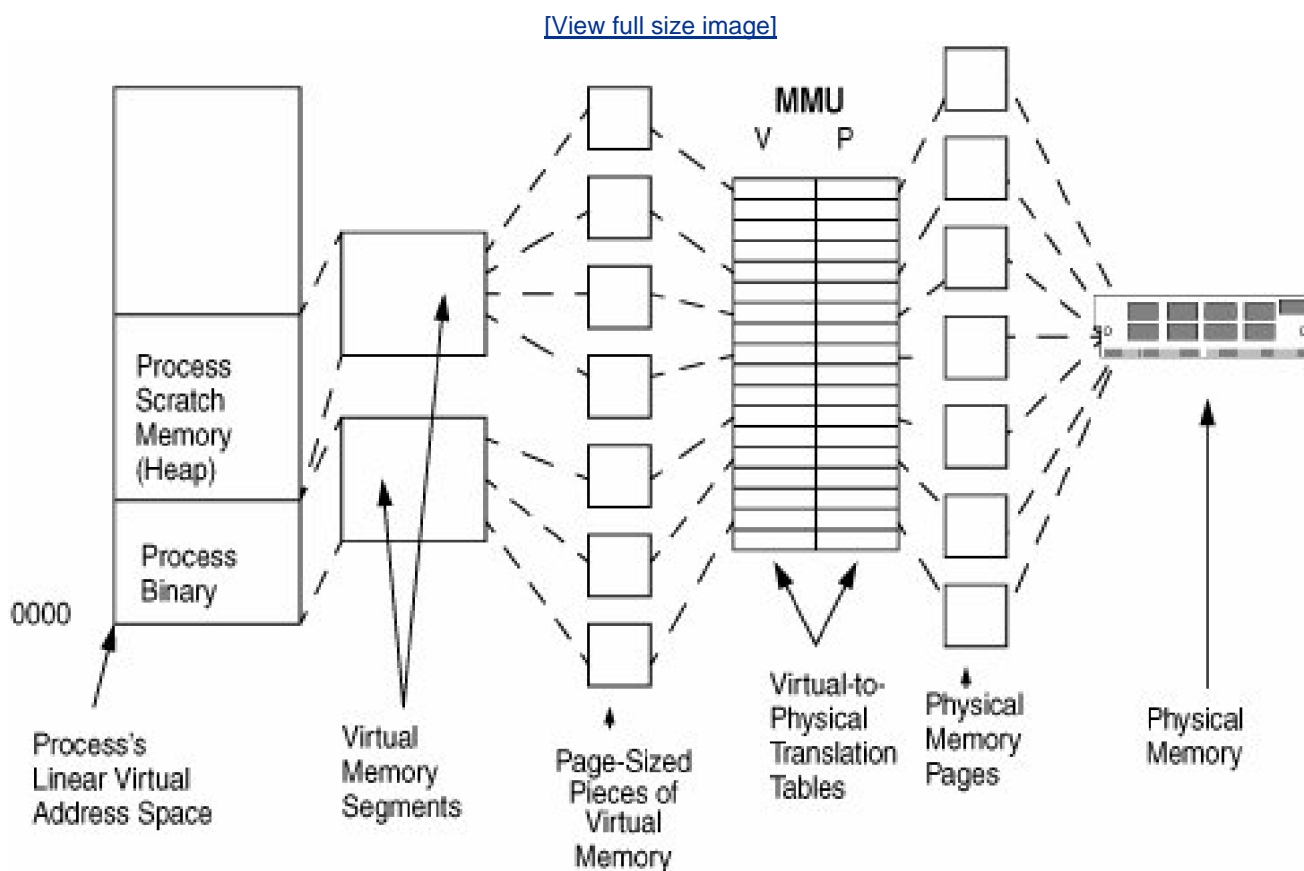 [View full size image]
MMU
V P
Process
Scratch
Memory
(Heap)
Process
Binary
0000
Process's
Linear Virtual
Address Space
Virtual
Memory
Segments
Page-Sized
Pieces of
Virtual
Memory
Virtual-to-
Physical
Translation
Tables
Physical
Memory
Pages
Physical
Memory